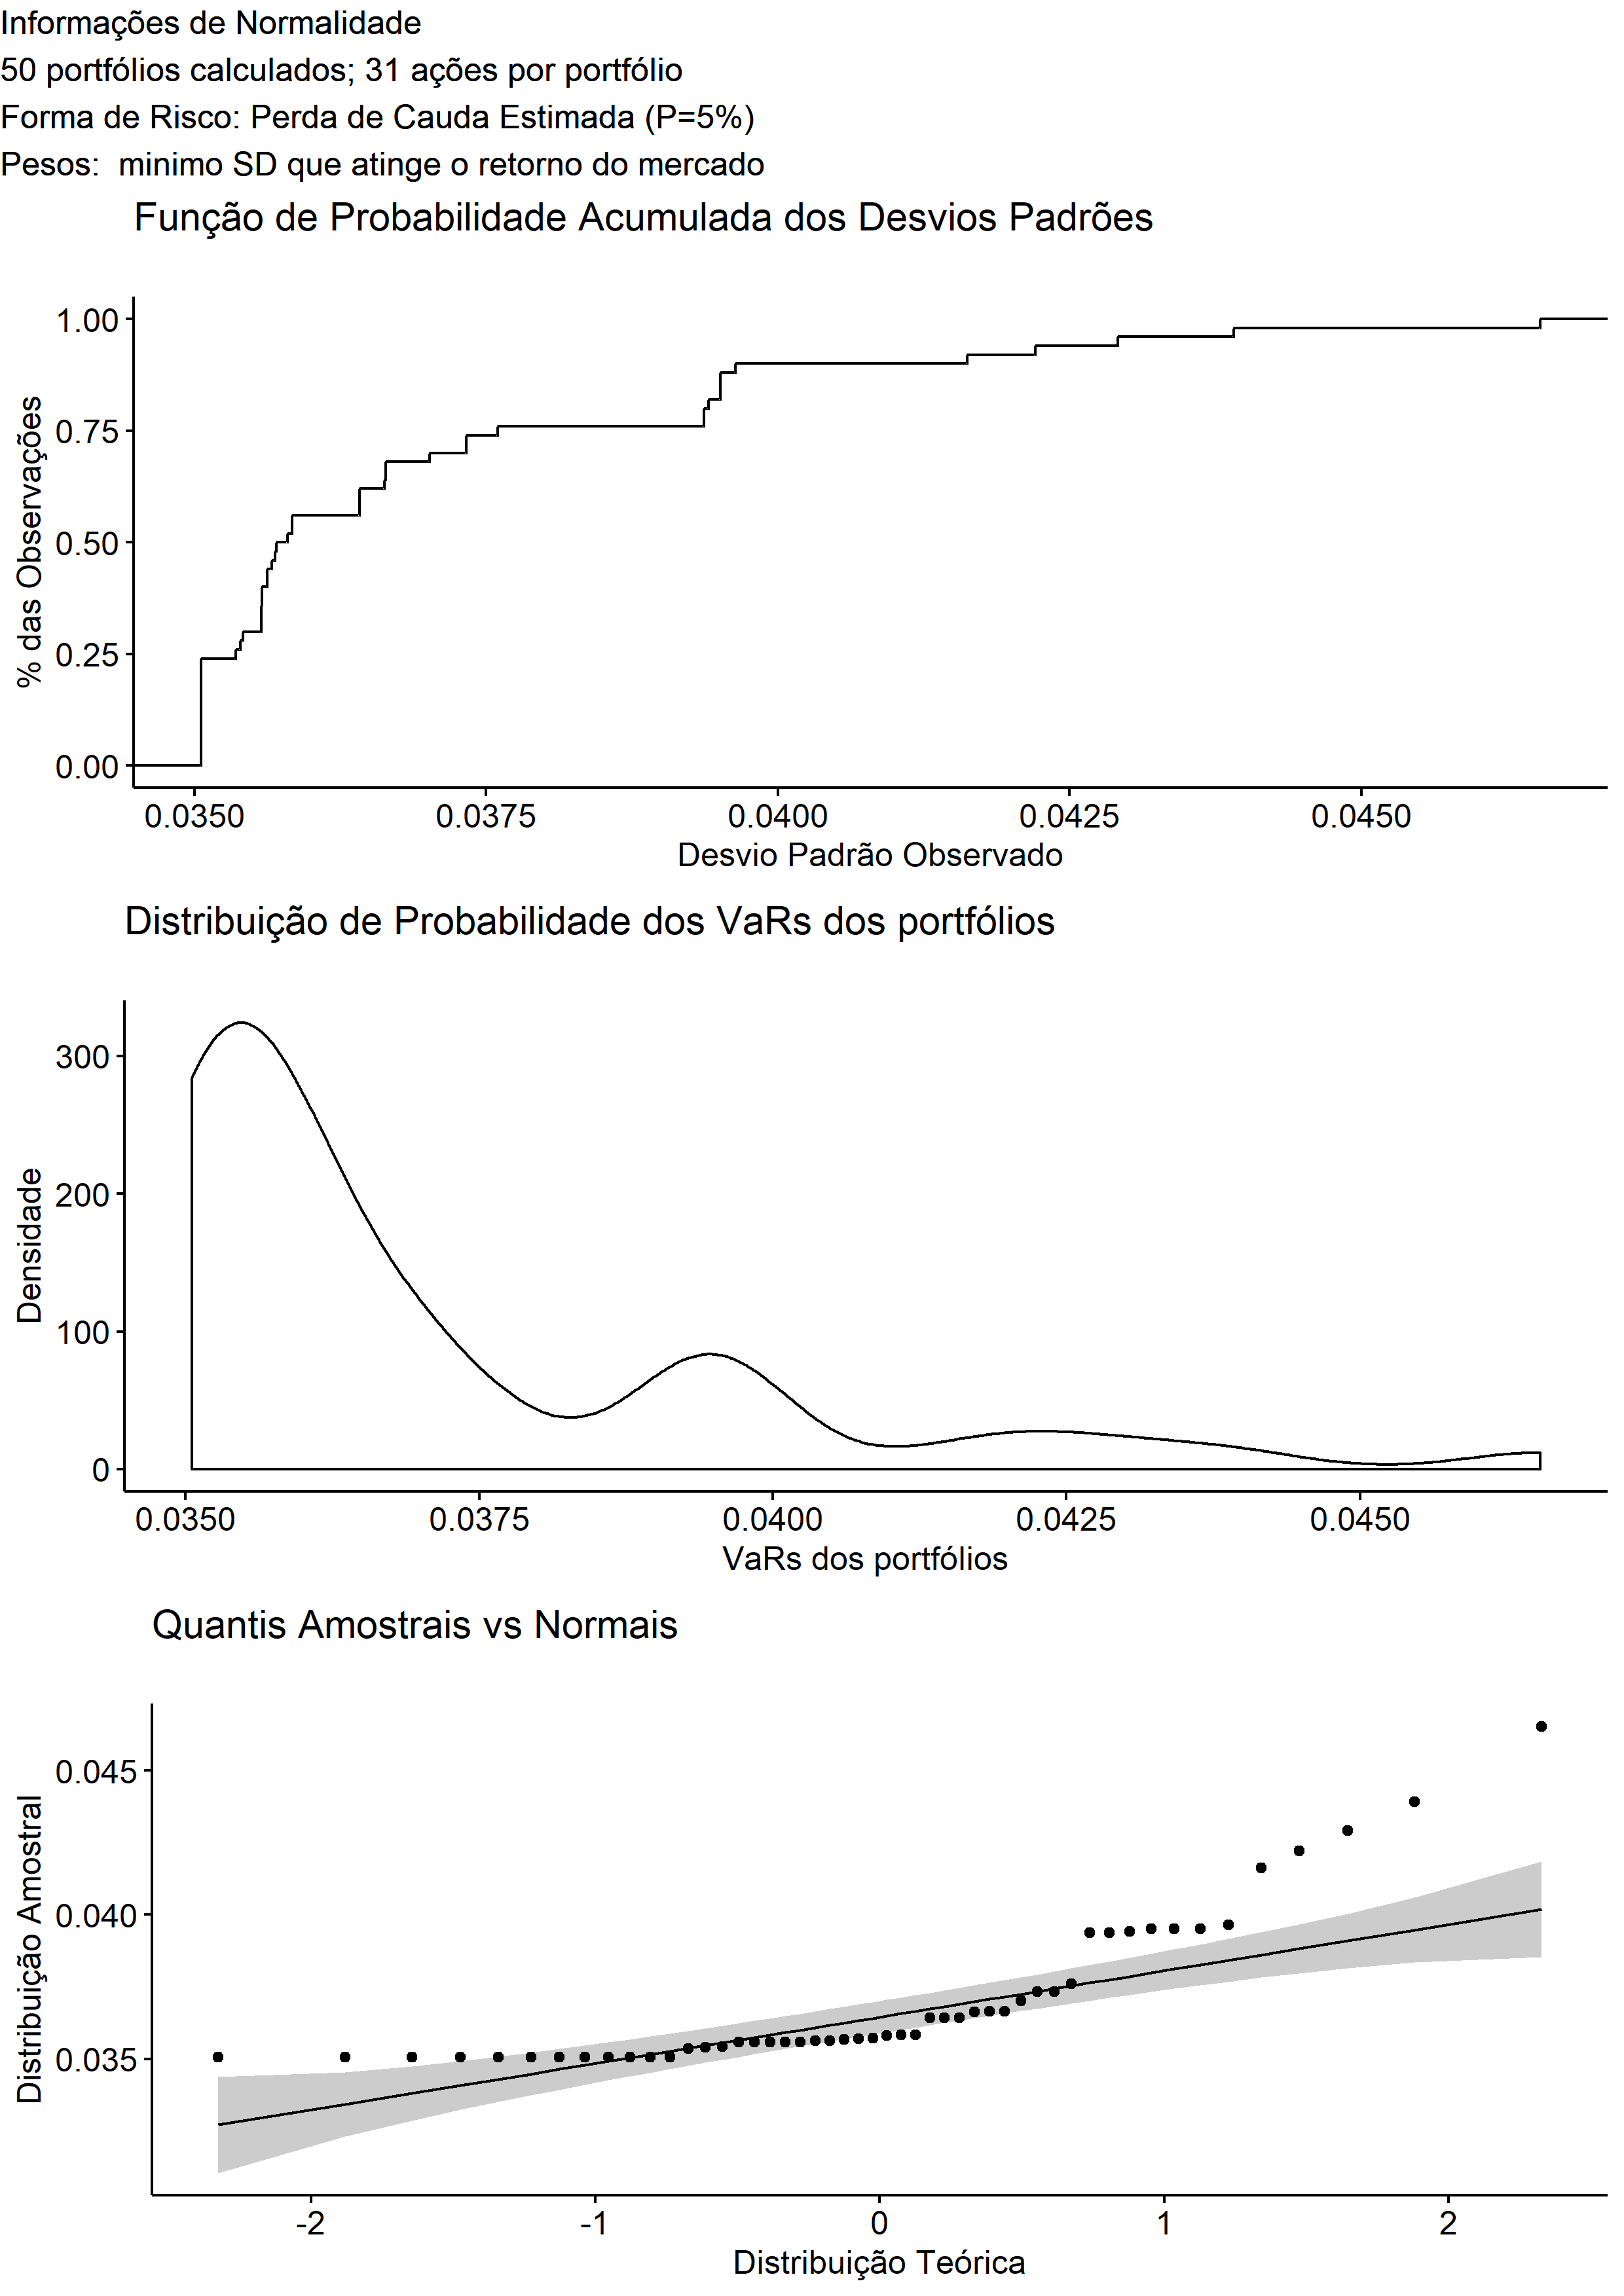 Informações de Normalidade
50 portfólios calculados; 31 ações por portfólio
Forma de Risco: Perda de Cauda Estimada (P=5%)
Pesos:  minimo SD que atinge o retorno do mercado
Função de Probabilidade Acumulada dos Desvios Padrões
% das Observações
1.00
0.75
0.50
0.25
0.00
0.0350 0.0375 0.0400 0.0425 0.0450
Desvio Padrão Observado
Distribuição de Probabilidade dos VaRs dos portfólios
Densidade
300
200
100
0
0.0350 0.0375 0.0400 0.0425 0.0450
VaRs dos portfólios
Quantis Amostrais vs Normais
Distribuição Amostral
0.045
0.040
0.035
-2 -1 0 1 2
Distribuição Teórica